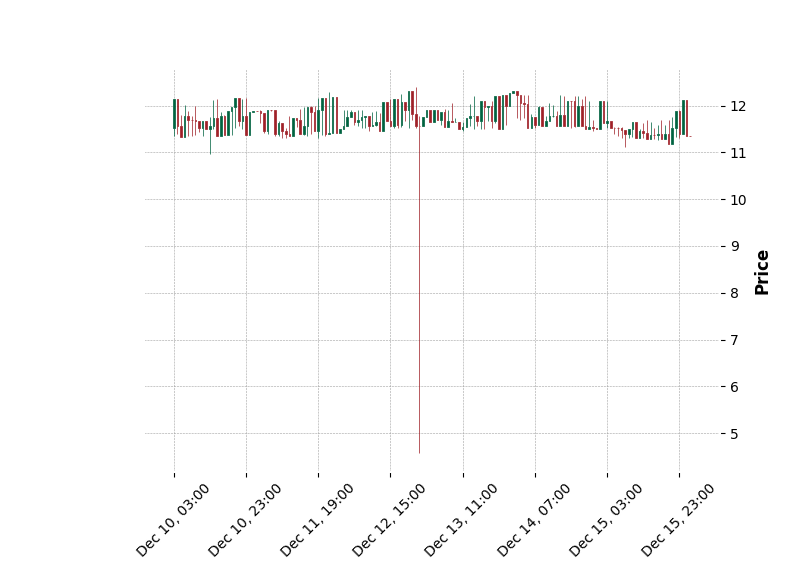 12
11
10
9
8
7
6
5
Price
Dec 10, 03:00
Dec 10, 23:00
Dec 11, 19:00
Dec 12, 15:00
Dec 13, 11:00
Dec 14, 07:00
Dec 15, 03:00
Dec 15, 23:00